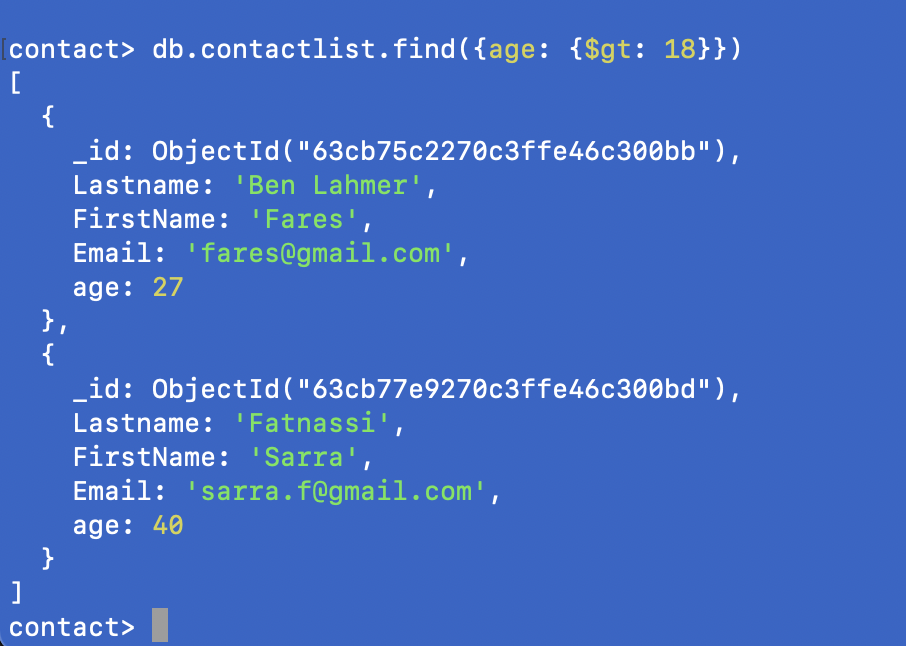 contact> db.contactlist.find({age: {$gt: 18}})
[
  {
    _id: ObjectId("63cb75c2270c3ffe46c300bb"),
    Lastname: 'Ben Lahmer',
    FirstName: 'Fares',
    Email: 'fares@gmail.com',
    age: 27
  },
  {
    _id: ObjectId("63cb77e9270c3ffe46c300bd"),
    Lastname: 'Fatnassi',
    FirstName: 'Sarra',
    Email: 'sarra.f@gmail.com',
    age: 40
  }
]
contact>